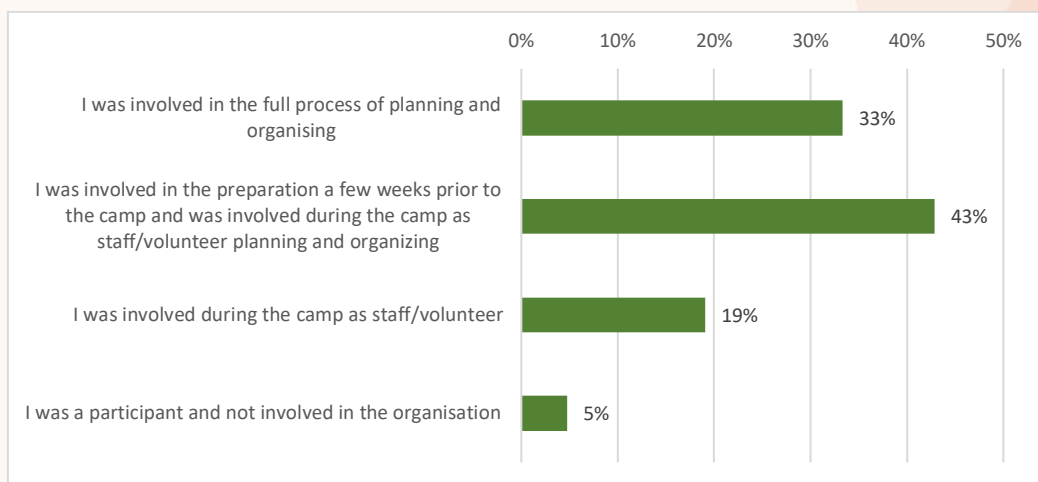 0% 10% 20% 30% 40% 50%
I was involved in the full process of planning and
organising
33%
I was involved in the preparation a few weeks prior to
the camp and was involved during the camp as
staff/volunteer planning and organizing
43%
I was involved during the camp as staff/volunteer
19%
I was a participant and not involved in the organisation
5%